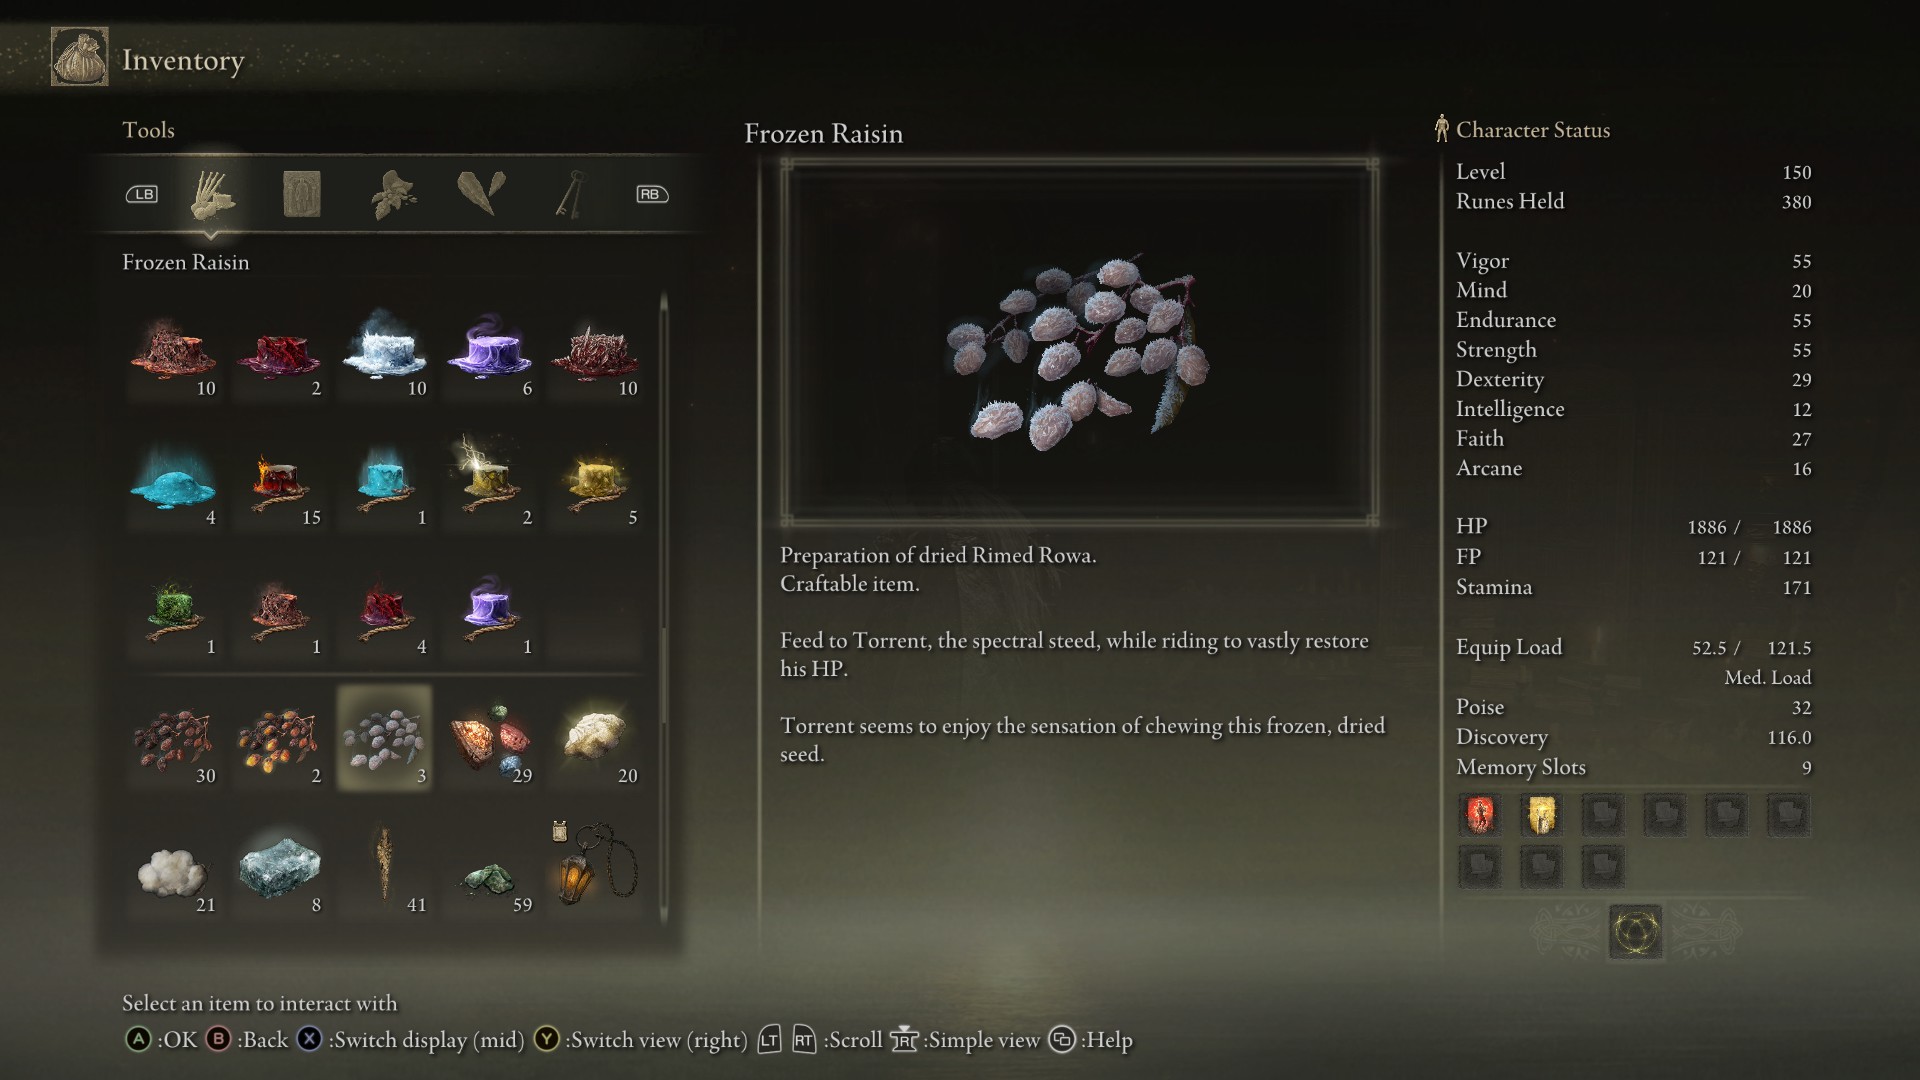 Inventory
Tools
LB
RB
Frozen Raisin
10
2
10
6
10
4
15
1
2
5
1
1
4
1
30
2
3
29
20
21
8
41
59
Frozen Raisin
Preparation of dried Rimed Rowa.
Craftable item.
Feed to Torrent, the spectral steed, while riding to vastly restore
his HP.
Torrent seems to enjoy the sensation of chewing this frozen, dried
seed.
Character Status
Level 150
Runes Held 380
Vigor 55
Mind 20
Endurance 55
Strength 55
Dexterity 29
Intelligence 12
Faith 27
Arcane 16
HP 1886 / 1886
FP 121 / 121
Stamina 171
Equip Load 52.5 / 121.5
Med. Load
Poise 32
Discovery 116.0
Memory Slots 9
Select an item to interact with
A :OK B :Back X :Switch display (mid) Y :Switch view (right) LT RT :Scroll R :Simple view :Help